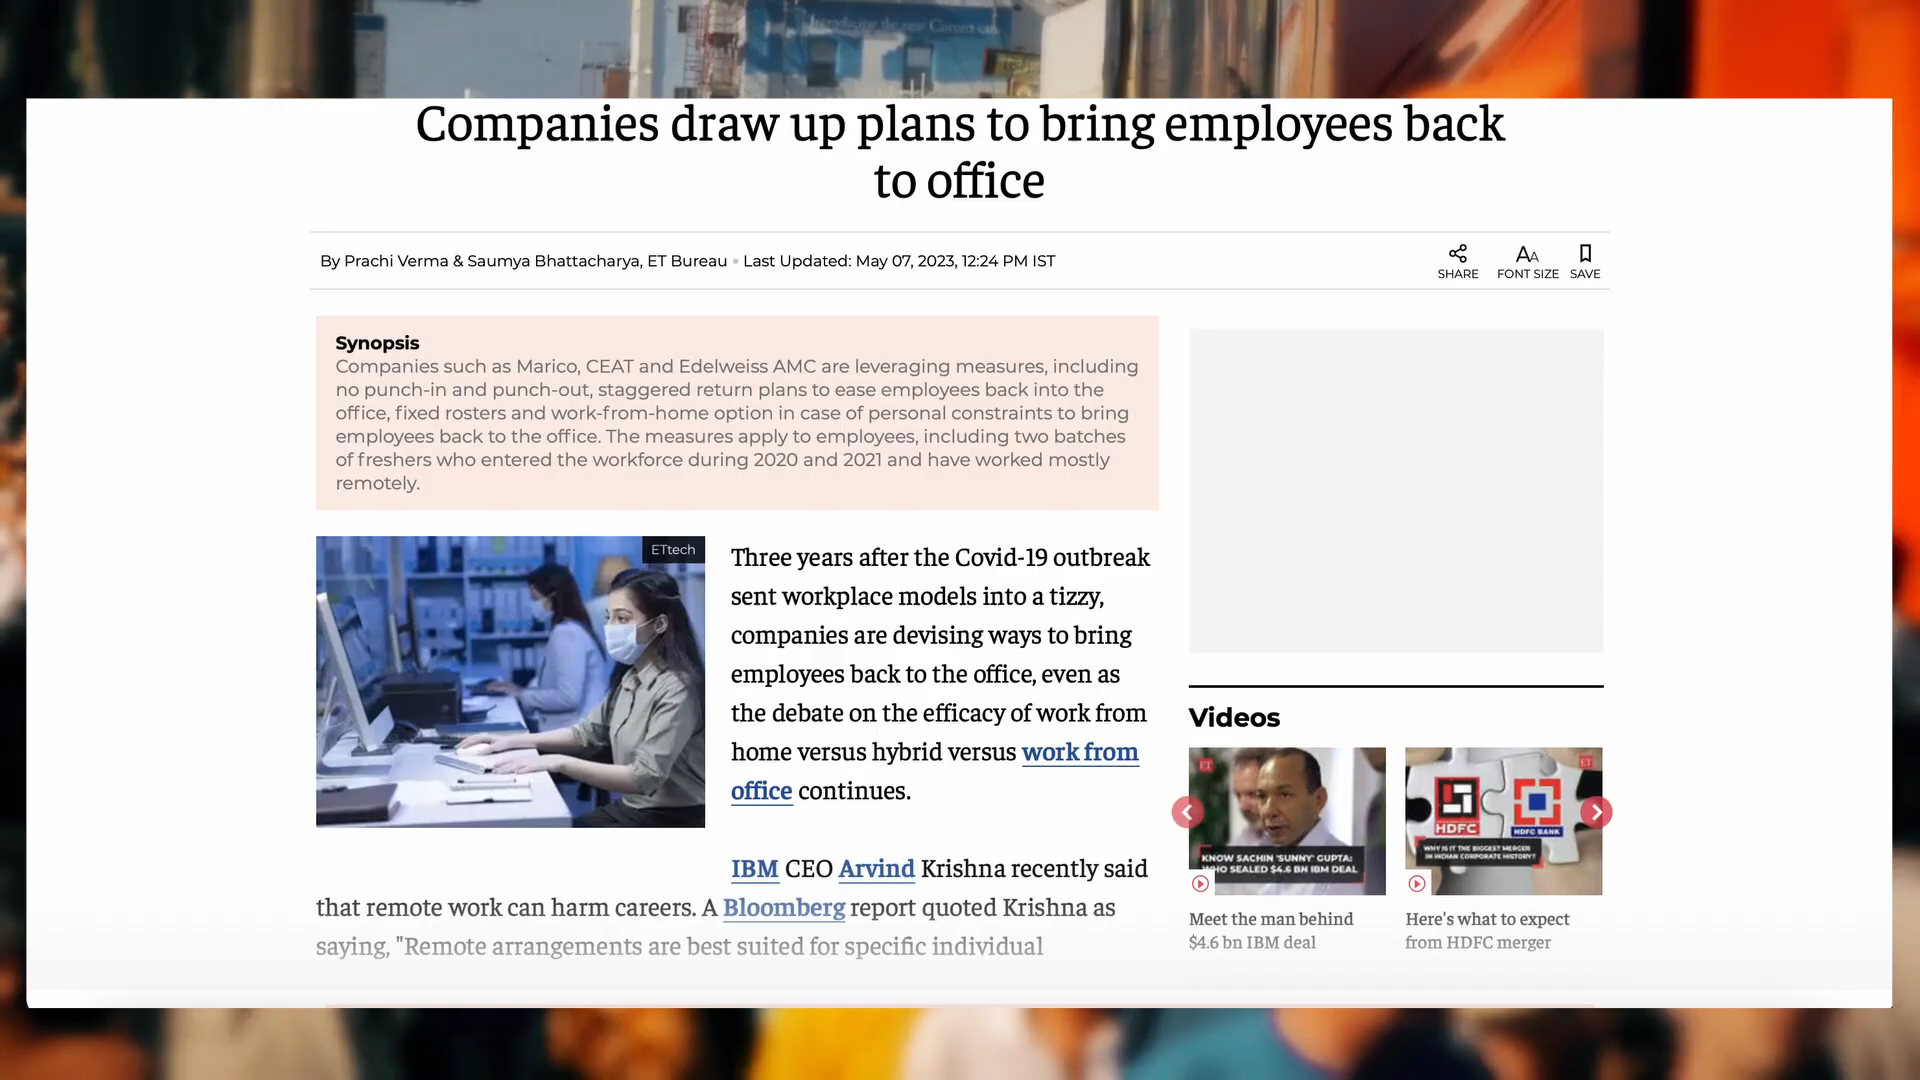 Introducing the new Corona can.
Companies draw up plans to bring employees back
to office
By Prachi Verma & Saumya Bhattacharya, ET Bureau • Last Updated: May 07, 2023, 12:24 PM IST
SHARE
FONT SIZE
SAVE
Synopsis
Companies such as Marico, CEAT and Edelweiss AMC are leveraging measures, including
no punch-in and punch-out, staggered return plans to ease employees back into the
office, fixed rosters and work-from-home option in case of personal constraints to bring
employees back to the office. The measures apply to employees, including two batches
of freshers who entered the workforce during 2020 and 2021 and have worked mostly
remotely.
ETtech
Three years after the Covid-19 outbreak
sent workplace models into a tizzy,
companies are devising ways to bring
employees back to the office, even as
the debate on the efficacy of work from
home versus hybrid versus work from
office continues.
IBM CEO Arvind Krishna recently said
that remote work can harm careers. A Bloomberg report quoted Krishna as
saying, "Remote arrangements are best suited for specific individual
Videos
ET
KNOW SACHIN 'SUNNY' GUPTA:
WHO SEALED $4.6 BN IBM DEAL
Meet the man behind
$4.6 bn IBM deal
ET
HDFC
HDFC BANK
WHY IS IT THE BIGGEST MERGER
IN INDIAN CORPORATE HISTORY?
Here's what to expect
from HDFC merger